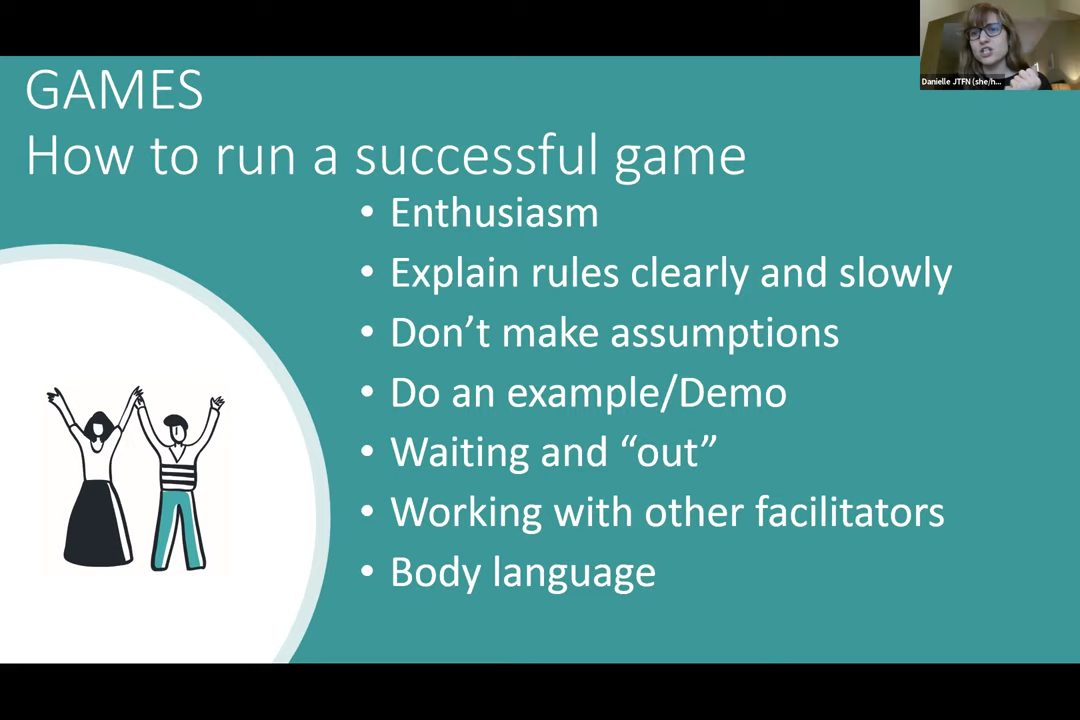 GAMES
How to run a successful game
• Enthusiasm
• Explain rules clearly and slowly
• Don’t make assumptions
• Do an example/Demo
• Waiting and “out”
• Working with other facilitators
• Body language
Danielle JTFN (she/h...